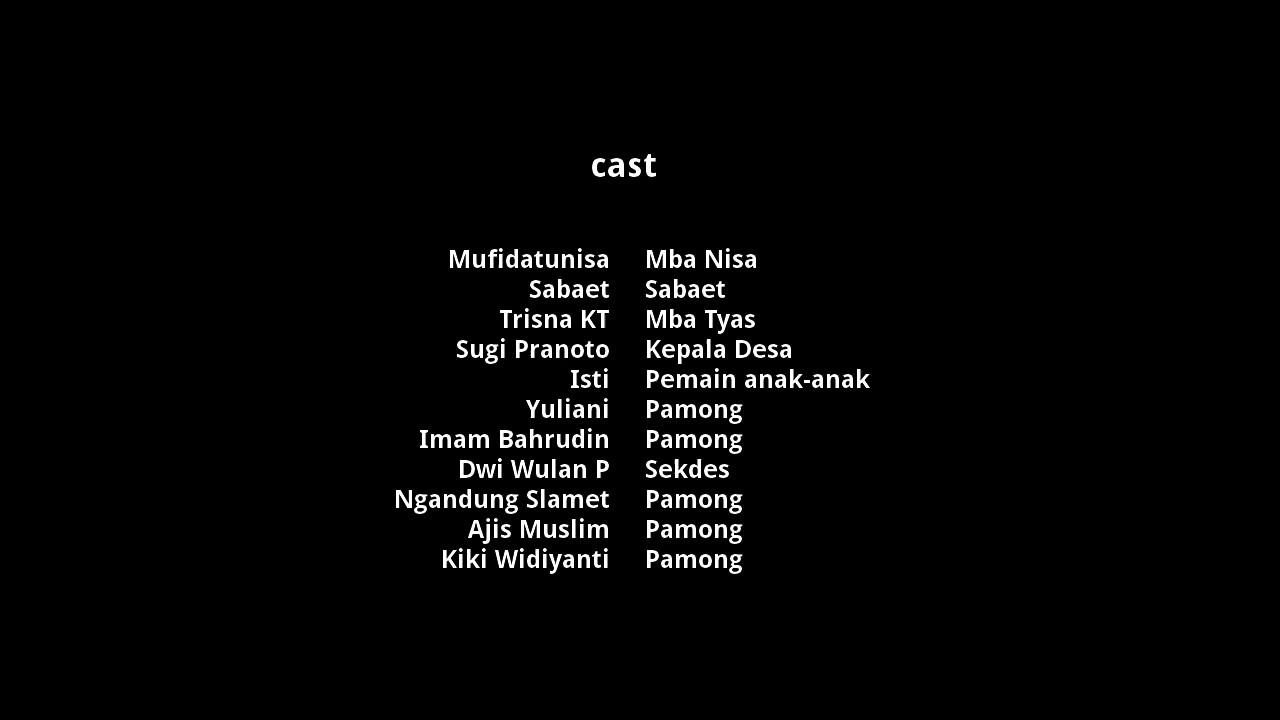 cast
Mufidatunisa Mba Nisa
Sabaet Sabaet
Trisna KT Mba Tyas
Sugi Pranoto Kepala Desa
Isti Pemain anak-anak
Yuliani Pamong
Imam Bahrudin Pamong
Dwi Wulan P Sekdes
Ngandung Slamet Pamong
Ajis Muslim Pamong
Kiki Widiyanti Pamong